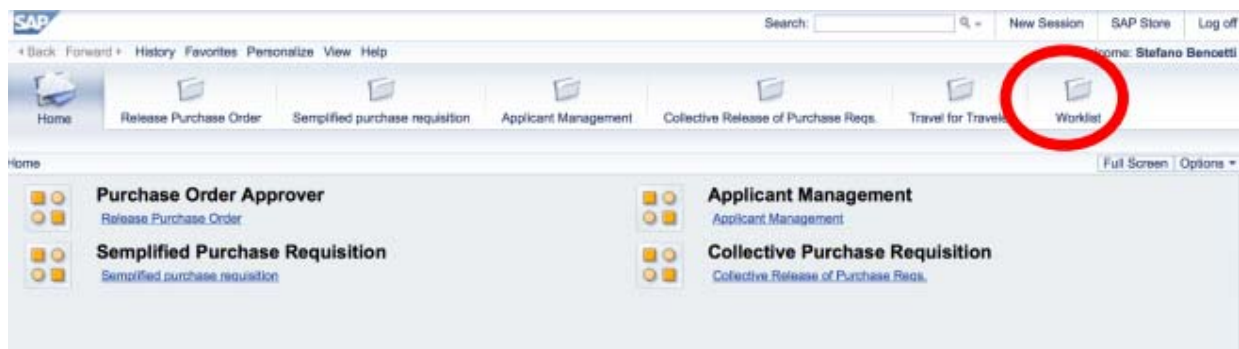 SAP
Search:
New Session SAP Store Log off
Back Forward History Favorites Personalize View Help
Stefano Bencetti
Home Release Purchase Order Semplified purchase requisition Applicant Management Collective Release of Purchase Reqs. Travel for Worklist
Full Screen Options
Purchase Order Approver Applicant Management
Release Purchase Order Applicant Management
Semplified Purchase Requisition Collective Purchase Requisition
Semplified purchase requisition Collective Release of Purchase Reqs.